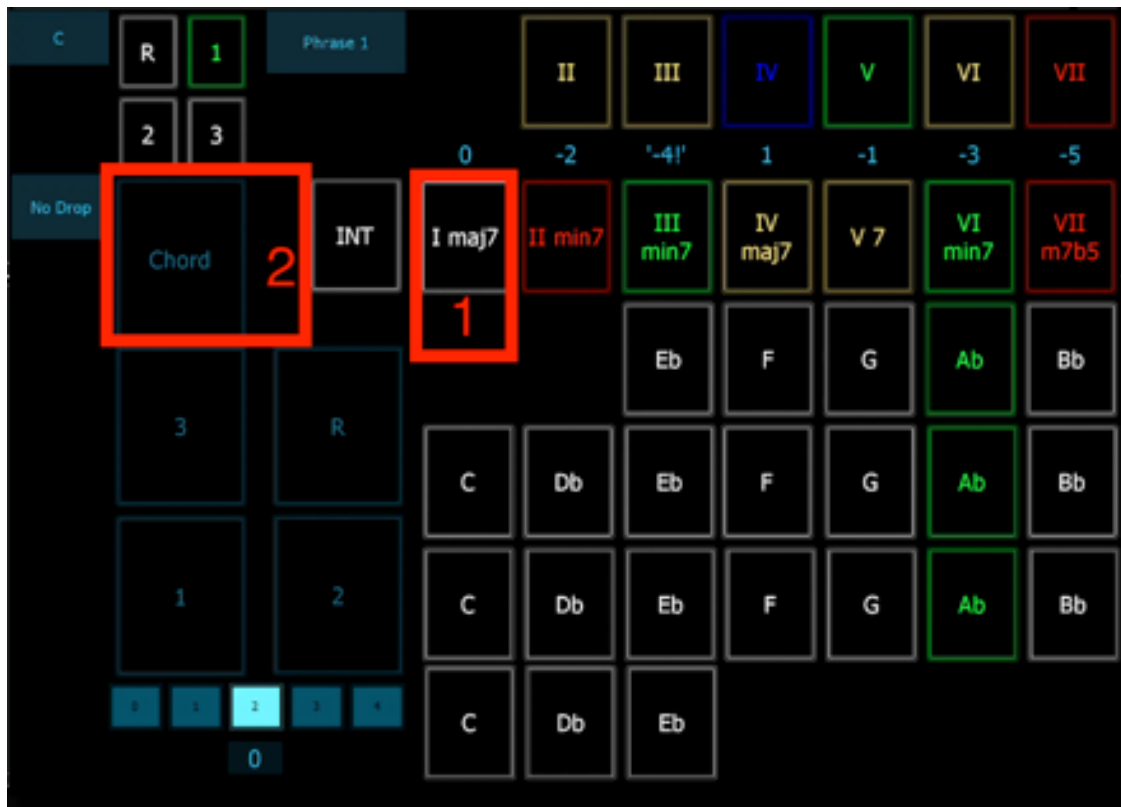 C
R
1
Phrase 1
II
III
IV
V
VI
VII
2
3
0
-2
'-4!'
1
-1
-3
-5
No Drop
Chord
2
INT
I maj7
II min7
III
min7
IV
maj7
V 7
VI
min7
VII
m7b5
1
Eb
F
G
Ab
Bb
3
R
C
Db
Eb
F
G
Ab
Bb
1
2
C
Db
Eb
F
G
Ab
Bb
0
1
2
3
4
C
Db
Eb
0